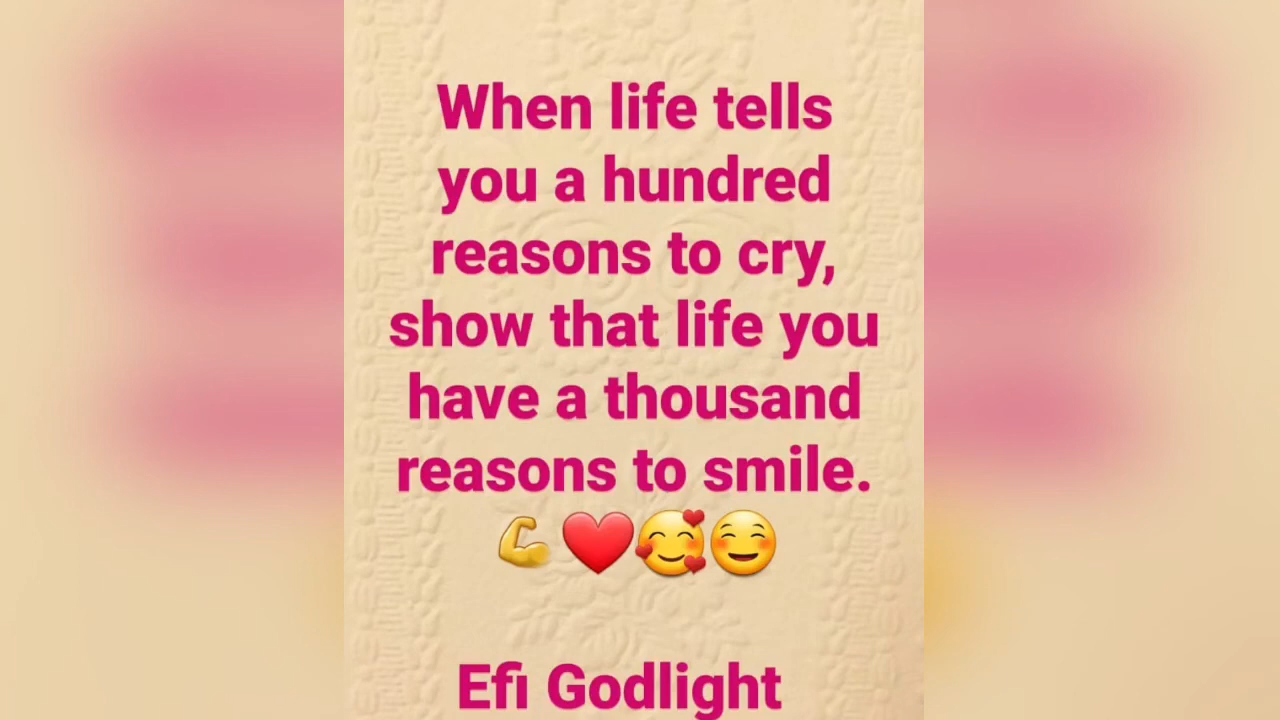 When life tells
you a hundred
reasons to cry,
show that life you
have a thousand
reasons to smile.
💪❤️🥰☺️
Efi Godlight